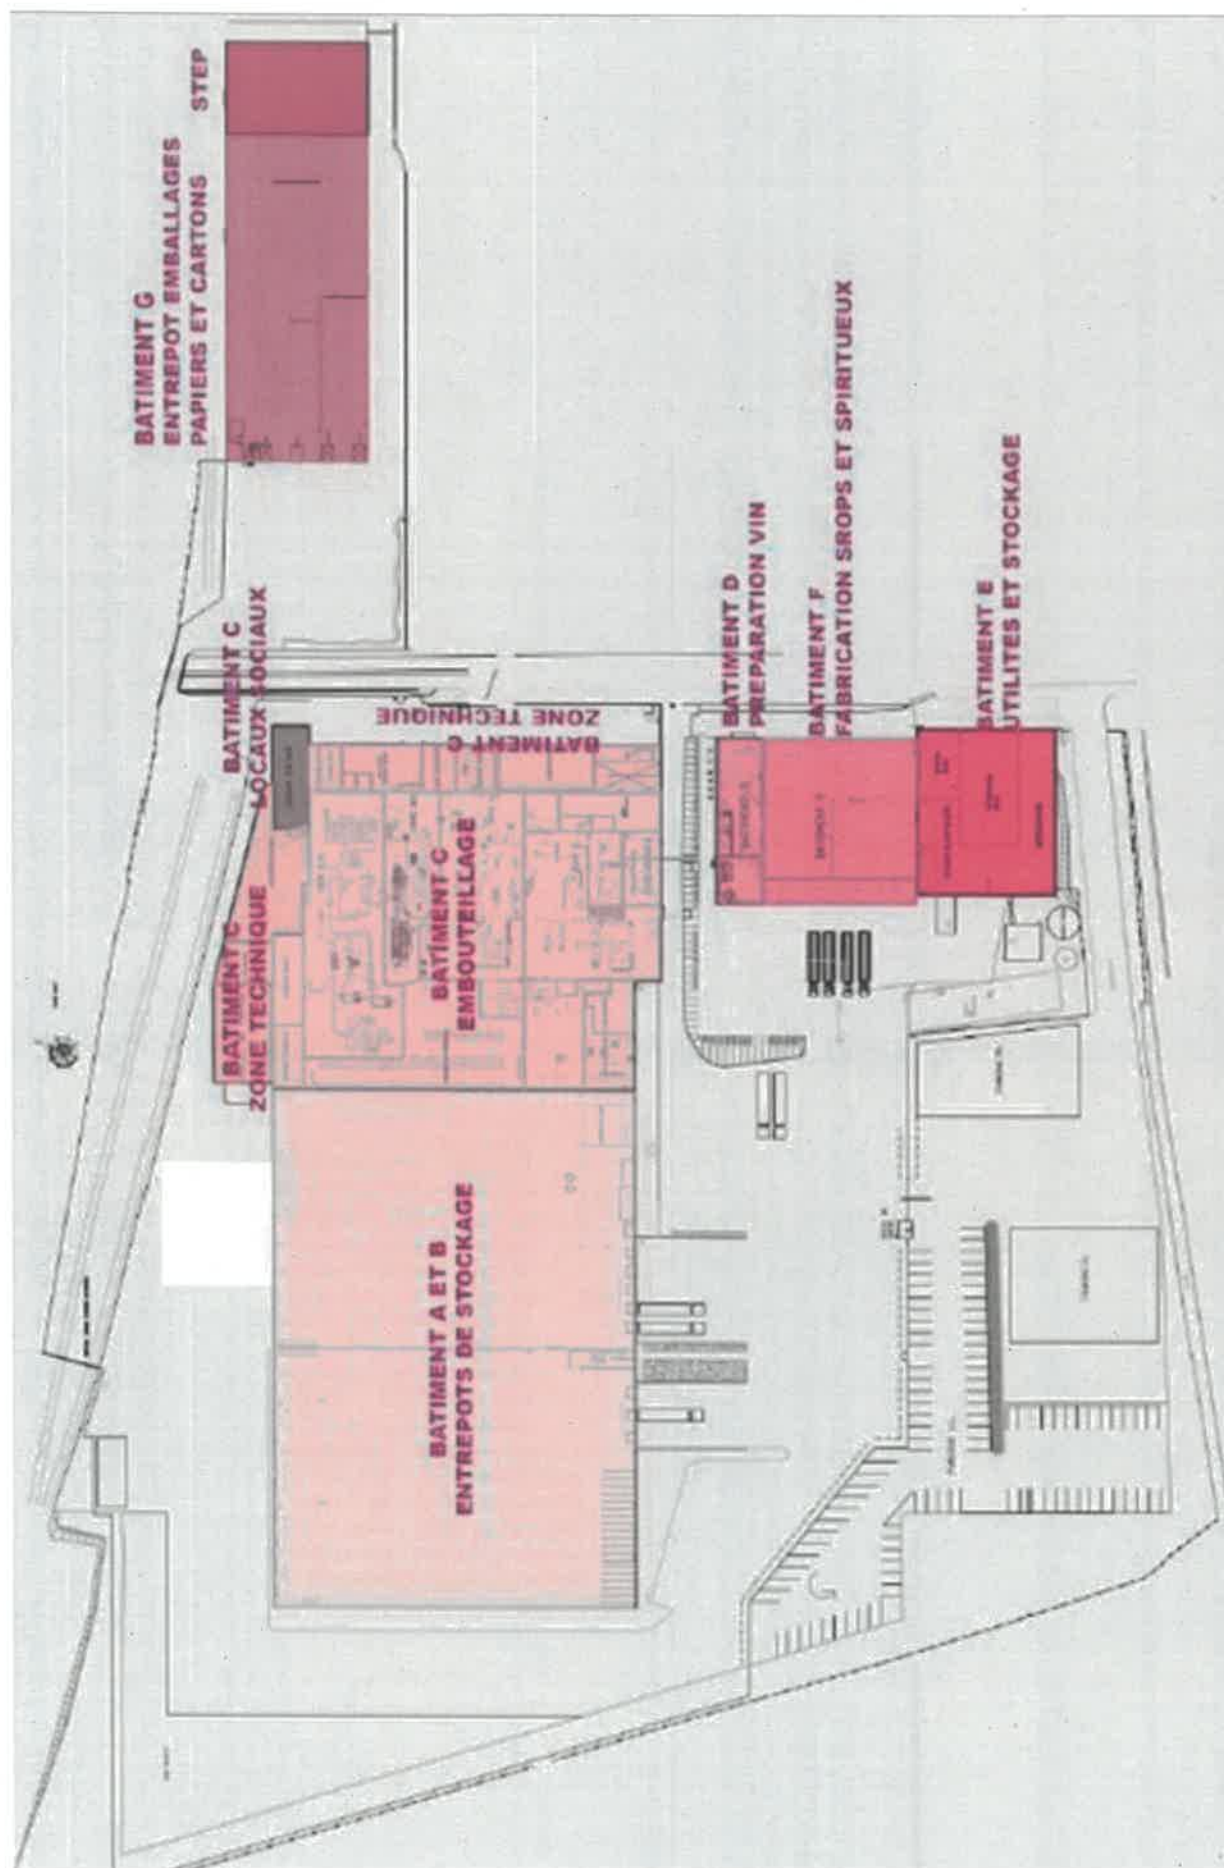 STEP
BATIMENT G
ENTREPOT EMBALLAGES
PAPIERS ET CARTONS
BATIMENT C
LOCAUX SOCIAUX
BATIMENT C
ZONE TECHNIQUE
BATIMENT C
ZONE TECHNIQUE
BATIMENT C
EMBOUTEILLAGE
BATIMENT D
PREPARATION VIN
BATIMENT F
FABRICATION SROPS ET SPIRITUEUX
BATIMENT E
UTILITES ET STOCKAGE
BATIMENT A ET B
ENTREPOTS DE STOCKAGE